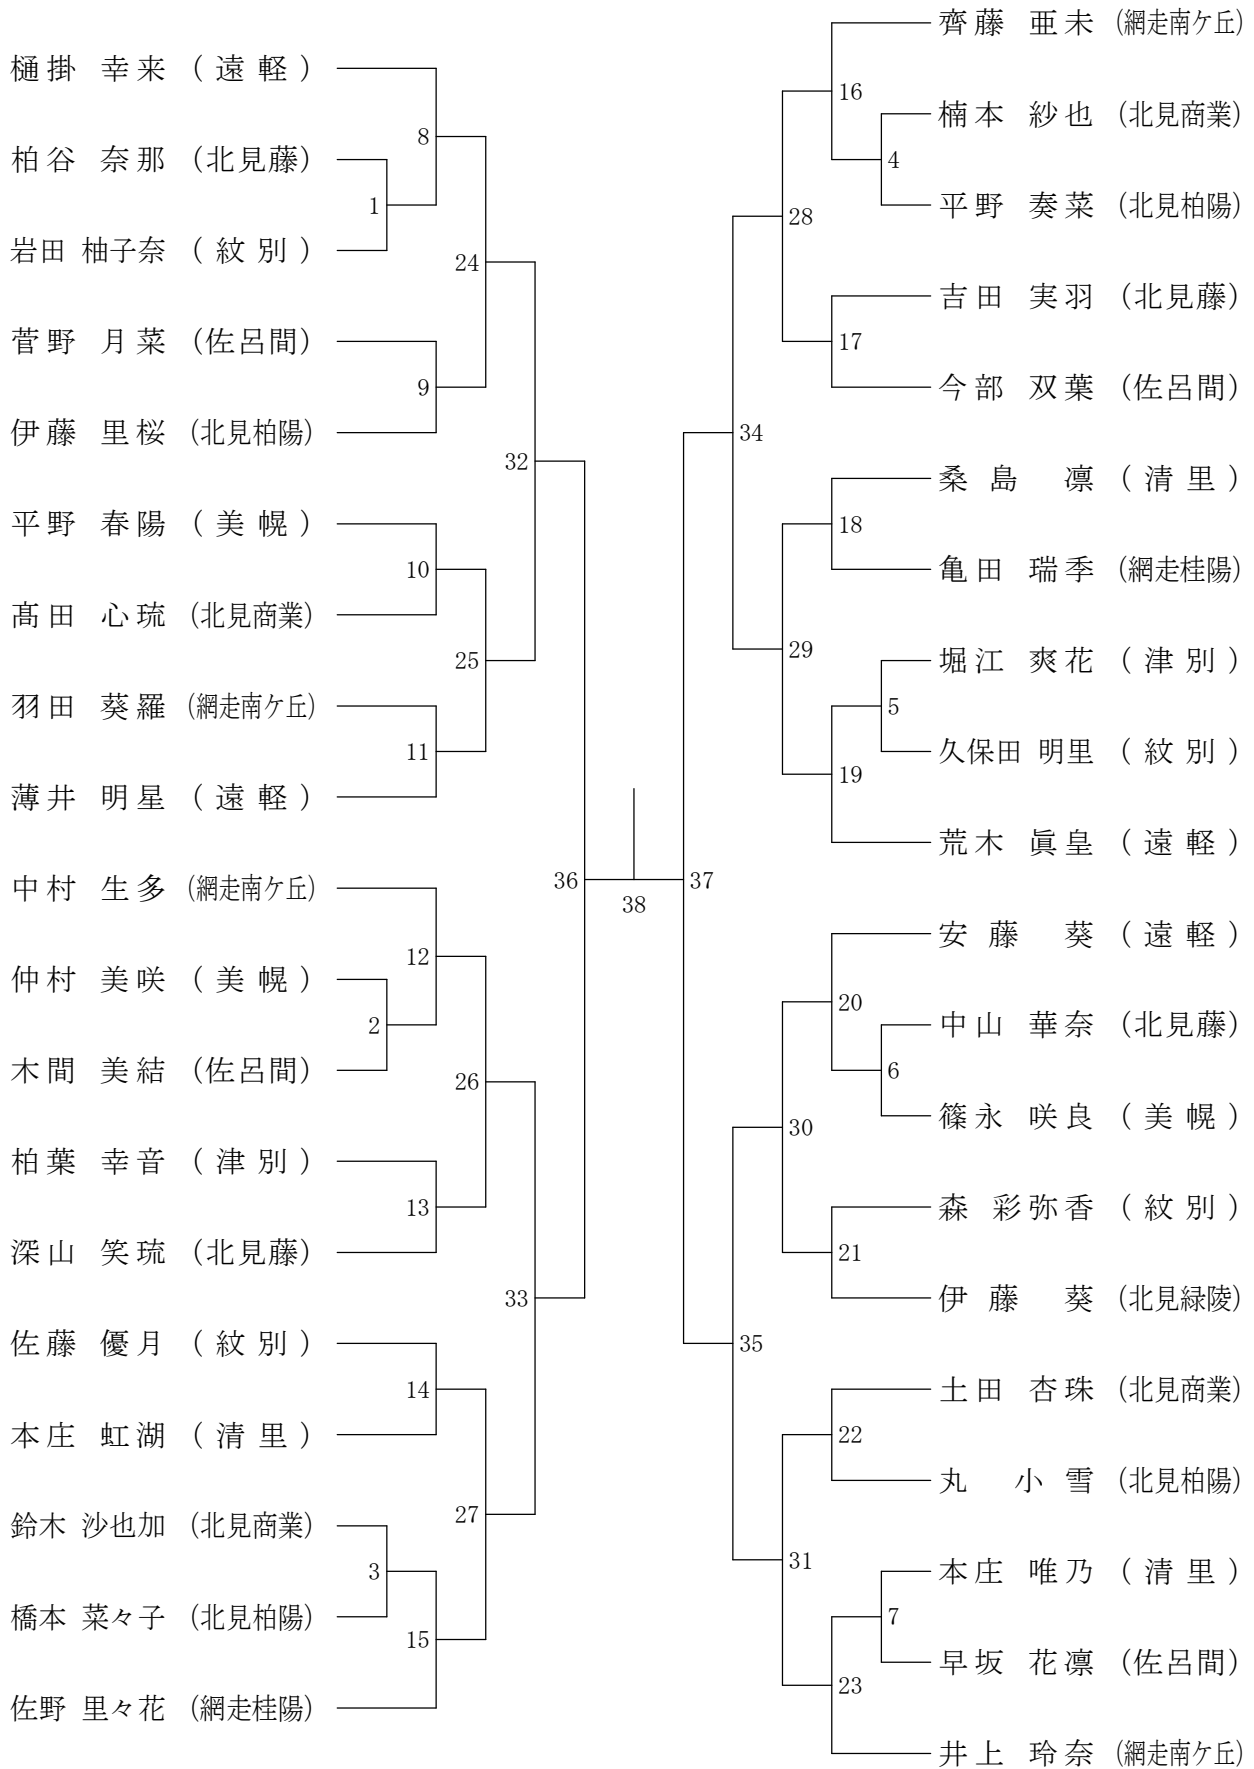 樋掛 幸来 (遠軽)
柏谷 奈那 (北見藤)
岩田 柚子奈 (紋別)
菅野 月菜 (佐呂間)
伊藤 里桜 (北見柏陽)
平野 春陽 (美幌)
髙田 心琉 (北見商業)
羽田 葵羅 (網走南ケ丘)
薄井 明星 (遠軽)
中村 生多 (網走南ケ丘)
仲村 美咲 (美幌)
木間 美結 (佐呂間)
柏葉 幸音 (津別)
深山 笑琉 (北見藤)
佐藤 優月 (紋別)
本庄 虹湖 (清里)
鈴木 沙也加 (北見商業)
橋本 菜々子 (北見柏陽)
佐野 里々花 (網走桂陽)
1
2
3
8
9
10
11
12
13
14
15
24
25
26
27
32
33
36
38
37
34
35
28
29
30
31
16
17
18
19
20
21
22
23
4
5
6
7
齊藤 亜未 (網走南ケ丘)
楠本 紗也 (北見商業)
平野 奏菜 (北見柏陽)
吉田 実羽 (北見藤)
今部 双葉 (佐呂間)
桑島 凛 (清里)
亀田 瑞季 (網走桂陽)
堀江 爽花 (津別)
久保田 明里 (紋別)
荒木 眞皇 (遠軽)
安藤 葵 (遠軽)
中山 華奈 (北見藤)
篠永 咲良 (美幌)
森 彩弥香 (紋別)
伊藤 葵 (北見緑陵)
土田 杏珠 (北見商業)
丸 小雪 (北見柏陽)
本庄 唯乃 (清里)
早坂 花凛 (佐呂間)
井上 玲奈 (網走南ケ丘)